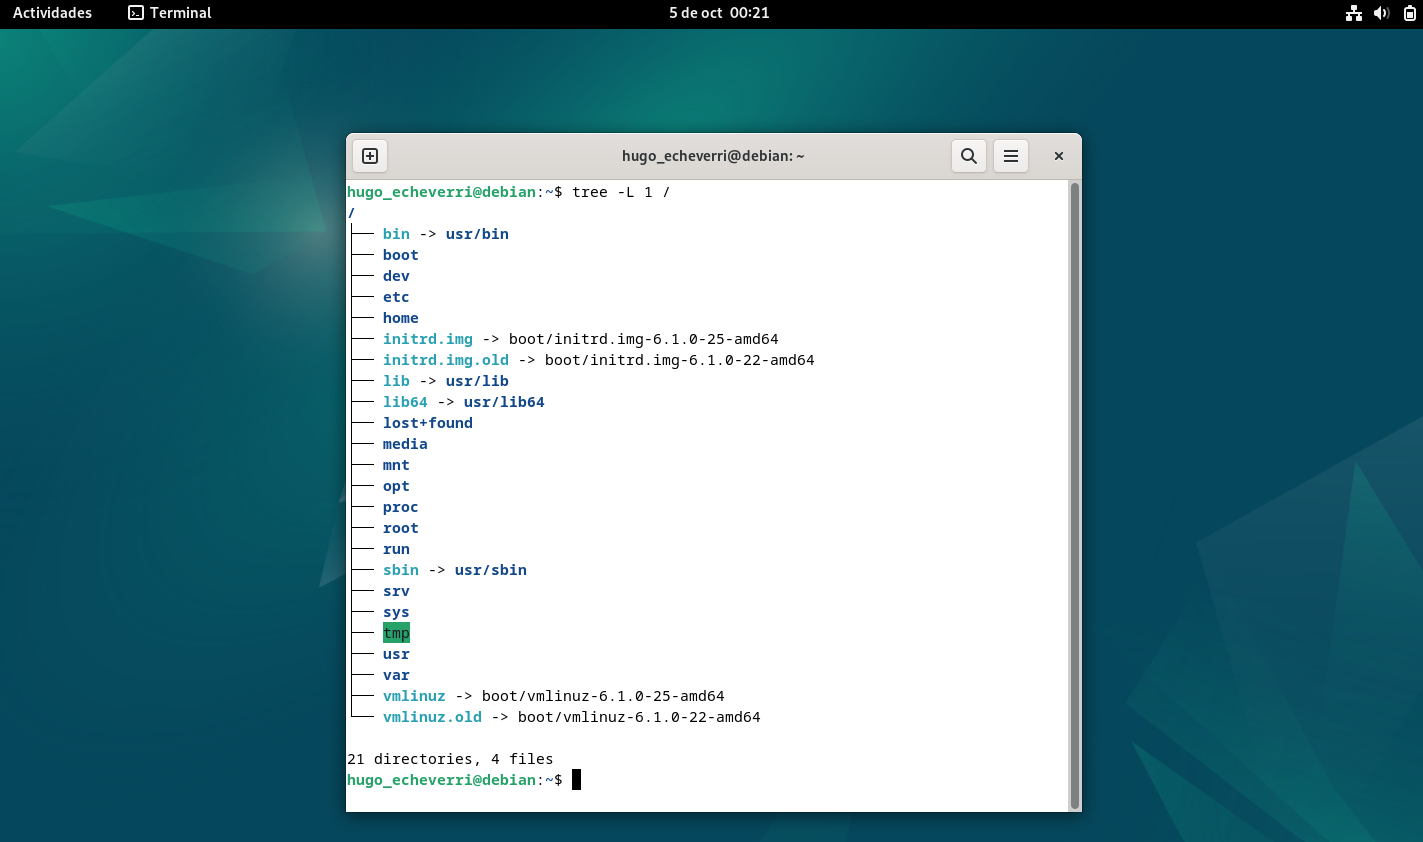 Actividades Terminal 5 de oct 00:21
hugo_echeverri@debian: ~
hugo_echeverri@debian:~$ tree -L 1 /
/
├── bin -> usr/bin
├── boot
├── dev
├── etc
├── home
├── initrd.img -> boot/initrd.img-6.1.0-25-amd64
├── initrd.img.old -> boot/initrd.img-6.1.0-22-amd64
├── lib -> usr/lib
├── lib64 -> usr/lib64
├── lost+found
├── media
├── mnt
├── opt
├── proc
├── root
├── run
├── sbin -> usr/sbin
├── srv
├── sys
├── tmp
├── usr
├── var
├── vmlinuz -> boot/vmlinuz-6.1.0-25-amd64
└── vmlinuz.old -> boot/vmlinuz-6.1.0-22-amd64
21 directories, 4 files
hugo_echeverri@debian:~$